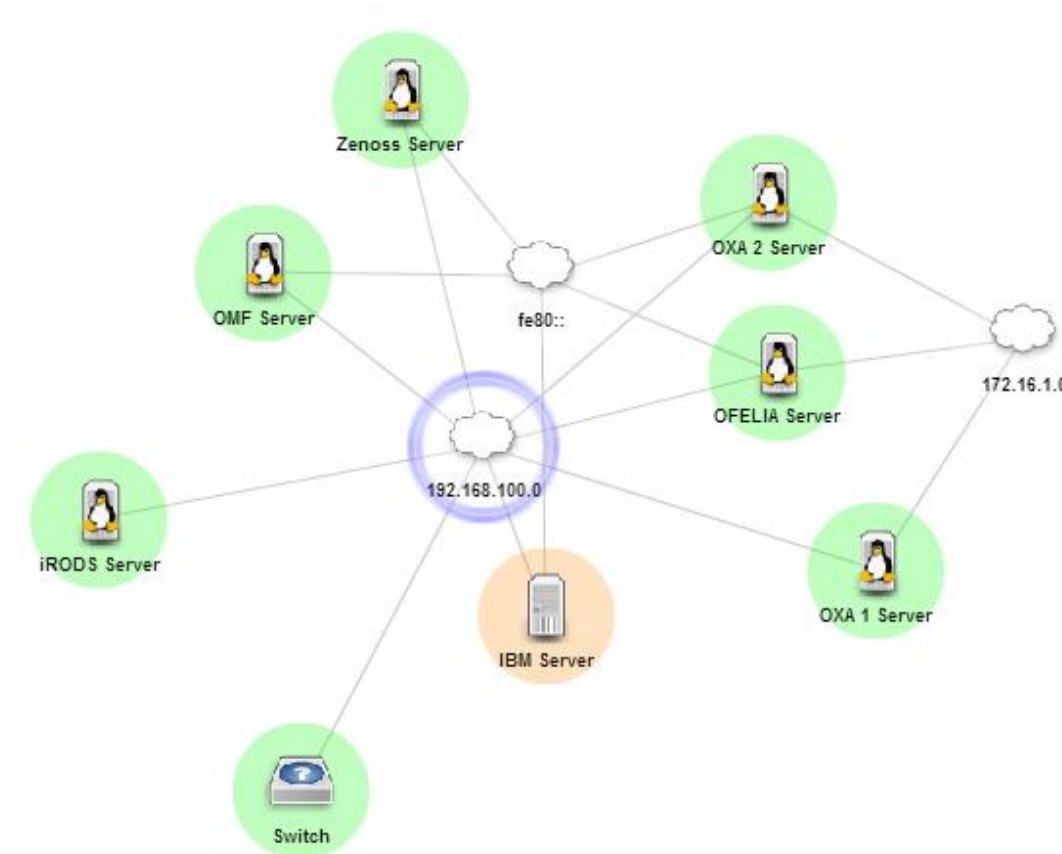 Zenoss Server
OXA 2 Server
OMF Server
fe80::
172.16.1.0
OFELIA Server
192.168.100.0
iRODS Server
OXA 1 Server
IBM Server
?
Switch